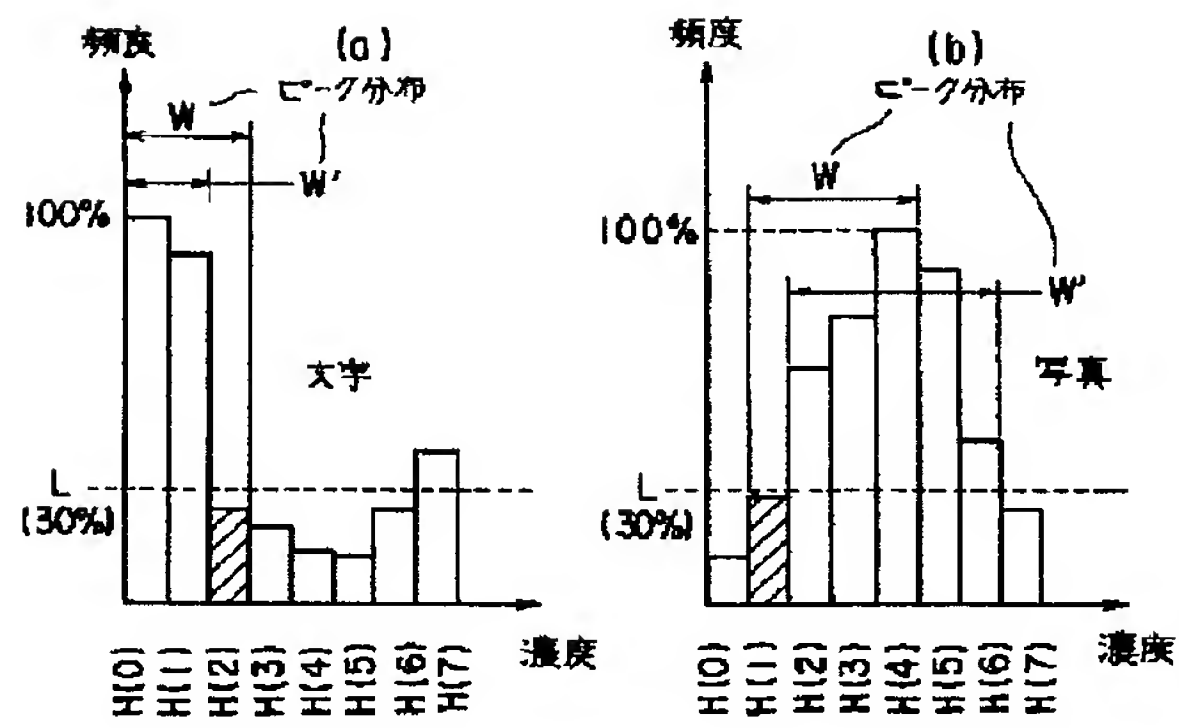 頻度
(a)
ピーク分布
W
W'
100%
文字
L
(30%)
濃度
H(0)
H(1)
H(2)
H(3)
H(4)
H(5)
H(6)
H(7)
頻度
(b)
ピーク分布
W
100%
W'
写真
L
(30%)
濃度
H(0)
H(1)
H(2)
H(3)
H(4)
H(5)
H(6)
H(7)